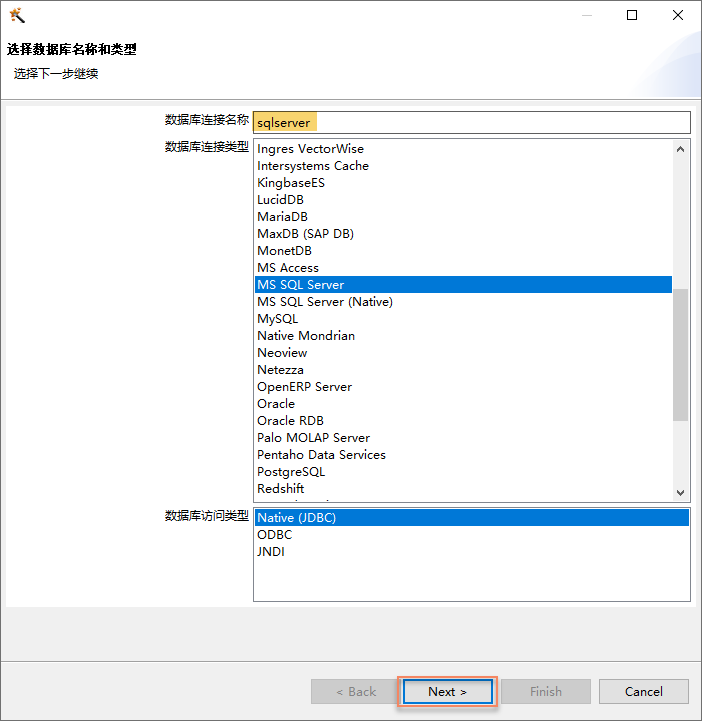 选择数据库名称和类型
选择下一步继续
数据库连接名称 sqlserver
数据库连接类型
Ingres VectorWise
Intersystems Cache
KingbaseES
LucidDB
MariaDB
MaxDB (SAP DB)
MonetDB
MS Access
MS SQL Server
MS SQL Server (Native)
MySQL
Native Mondrian
Neoview
Netezza
OpenERP Server
Oracle
Oracle RDB
Palo MOLAP Server
Pentaho Data Services
PostgreSQL
Redshift
数据库访问类型
Native (JDBC)
ODBC
JNDI
< Back Next > Finish Cancel